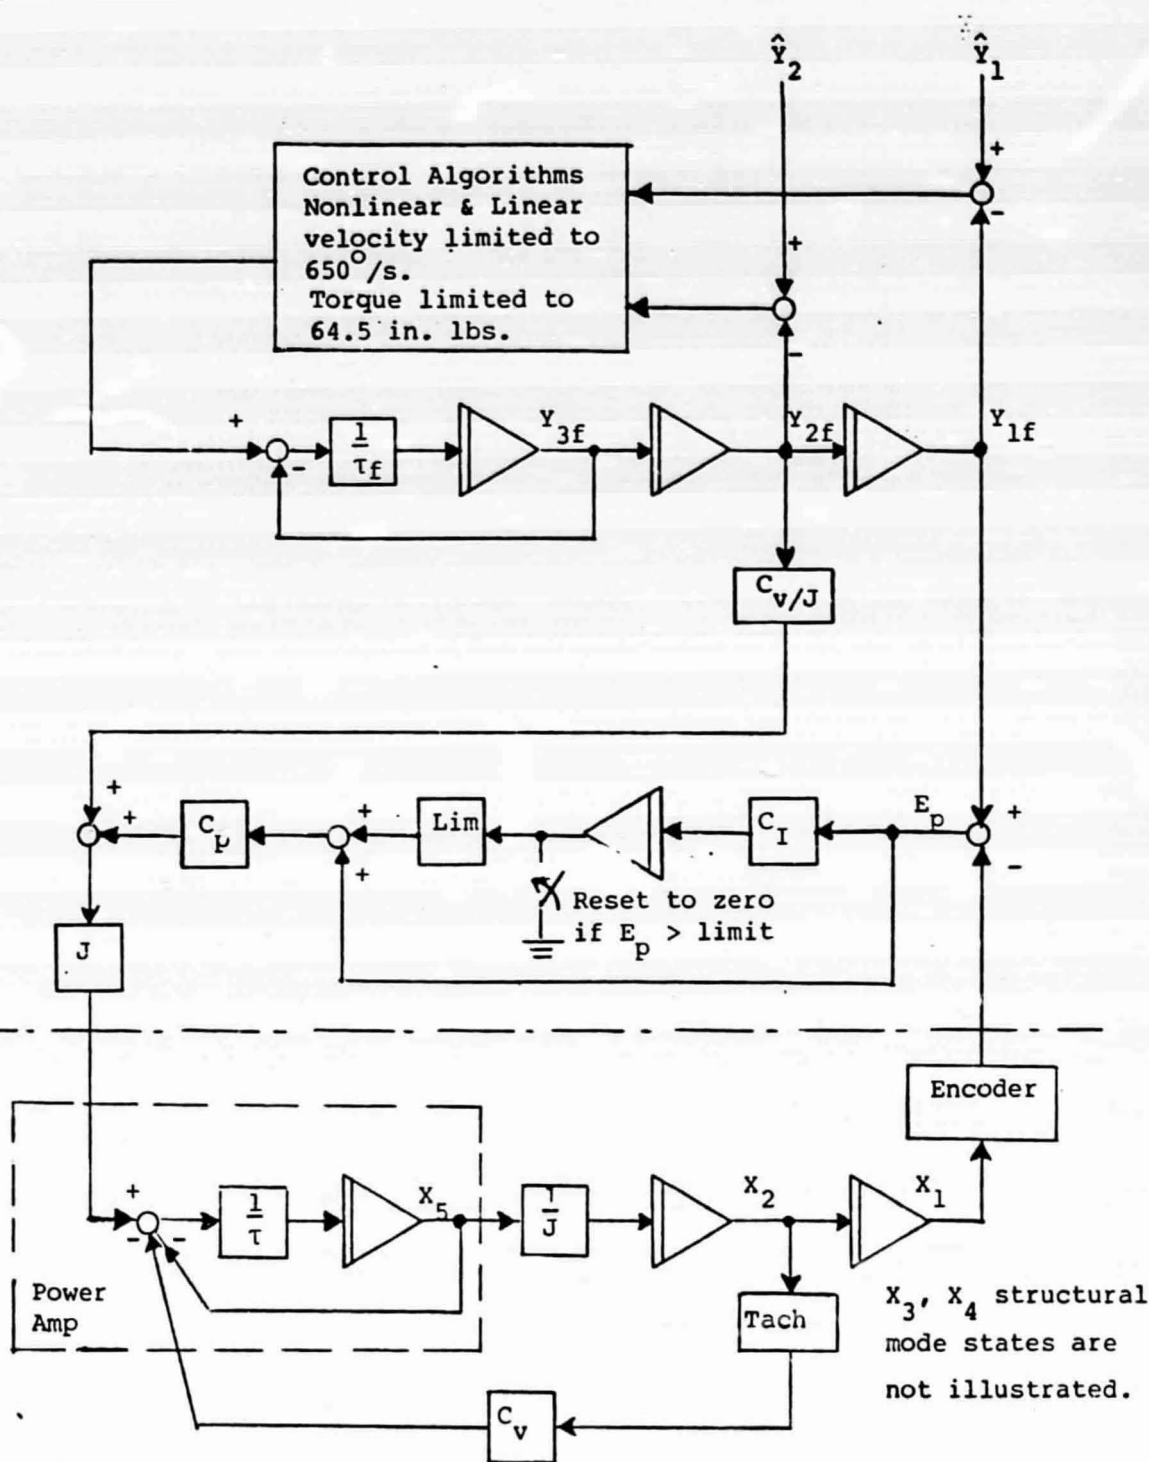 Ŷ2 Ŷ1
+
-
Control Algorithms
Nonlinear & Linear
velocity limited to
650°/s.
Torque limited to
64.5 in. lbs.
+
-
+
-
1/τf
Y3f
Y2f
Y1f
Cv/J
+
+
Cp
+
+
Lim
CI
Ep
+
-
Reset to zero
if Ep > limit
J
Encoder
+
-
-
1/τ
X5
1/J
X2
X1
Power
Amp
Tach
X3, X4 structural
mode states are
not illustrated.
Cv